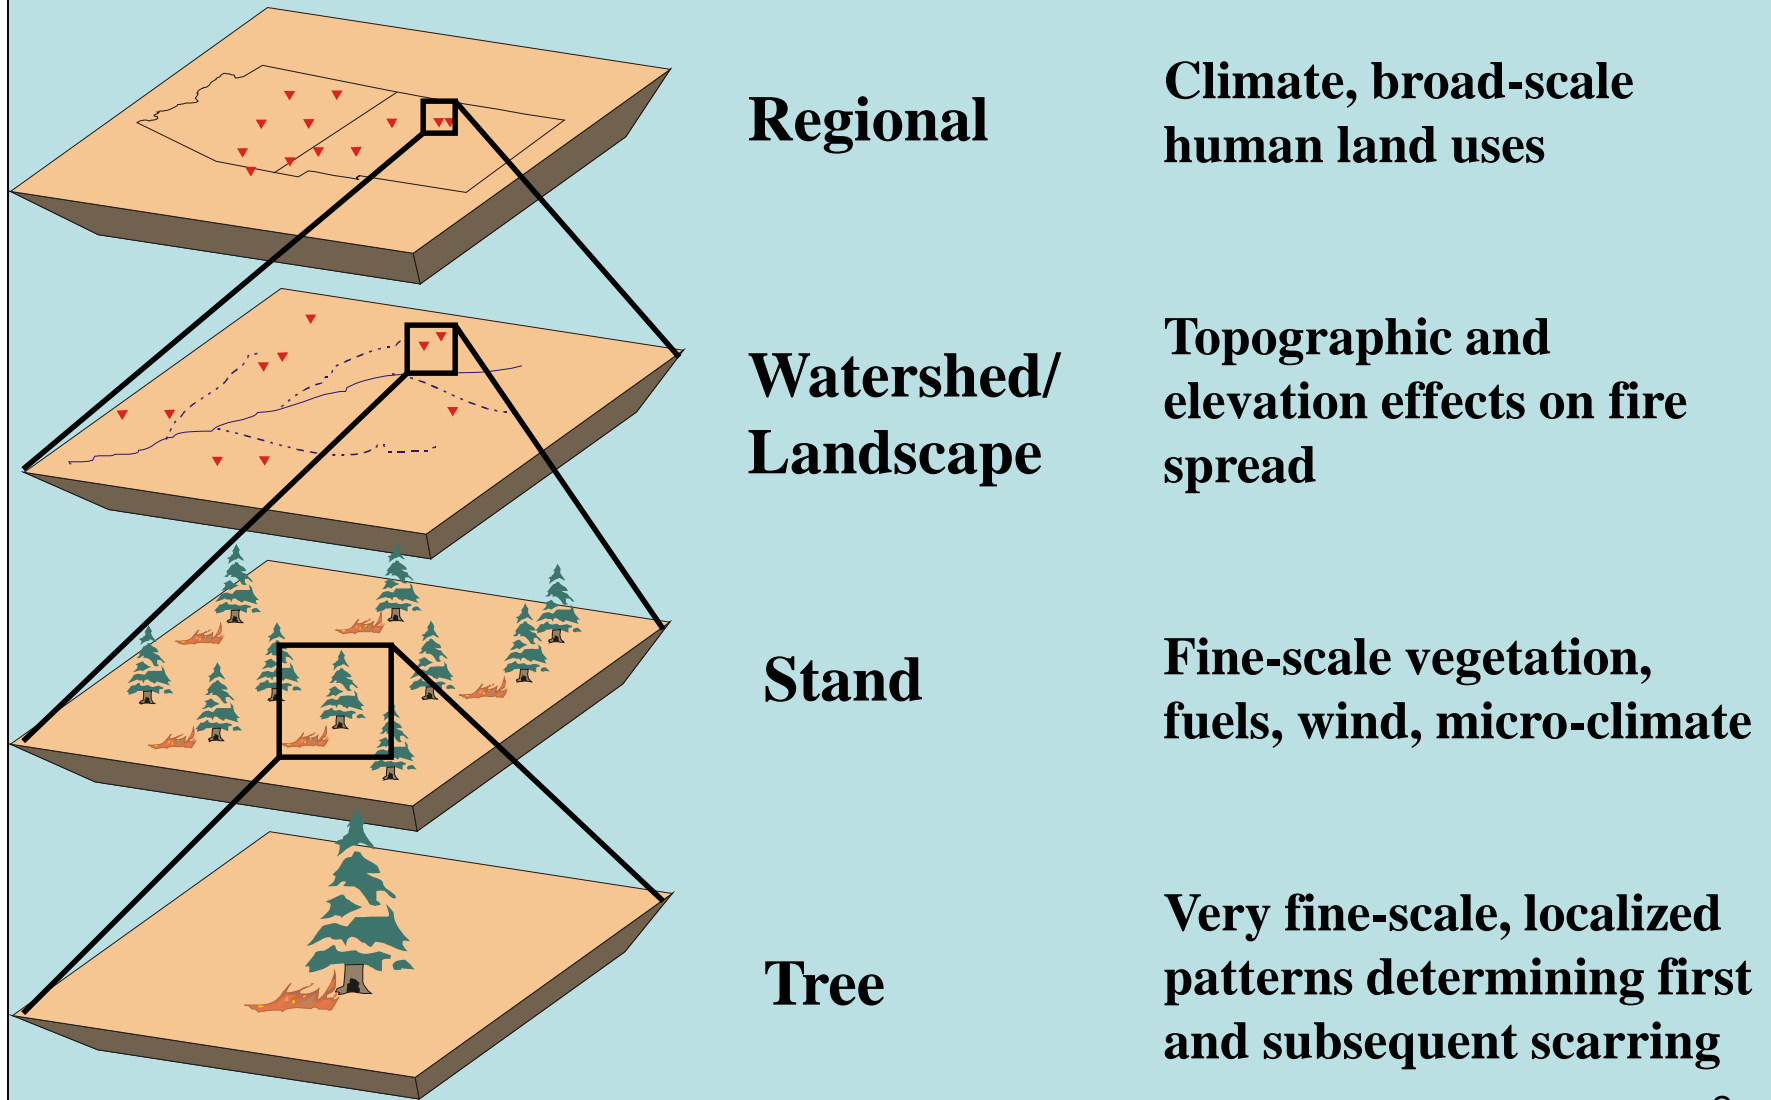 Regional
Climate, broad-scale
human land uses
Watershed/
Landscape
Topographic and
elevation effects on fire
spread
Stand
Fine-scale vegetation,
fuels, wind, micro-climate
Tree
Very fine-scale, localized
patterns determining first
and subsequent scarring